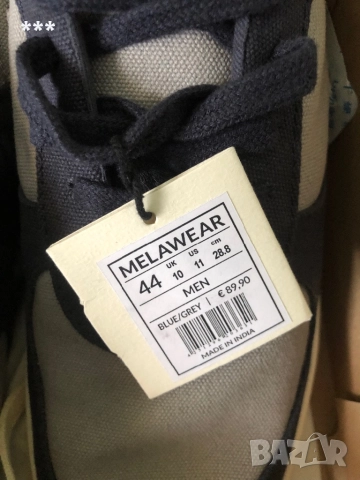 ***
MELAWEAR
44 UK 10 US 11 cm 28.8
MEN
BLUE/GREY | € 89,90
MADE IN INDIA
BAZAR